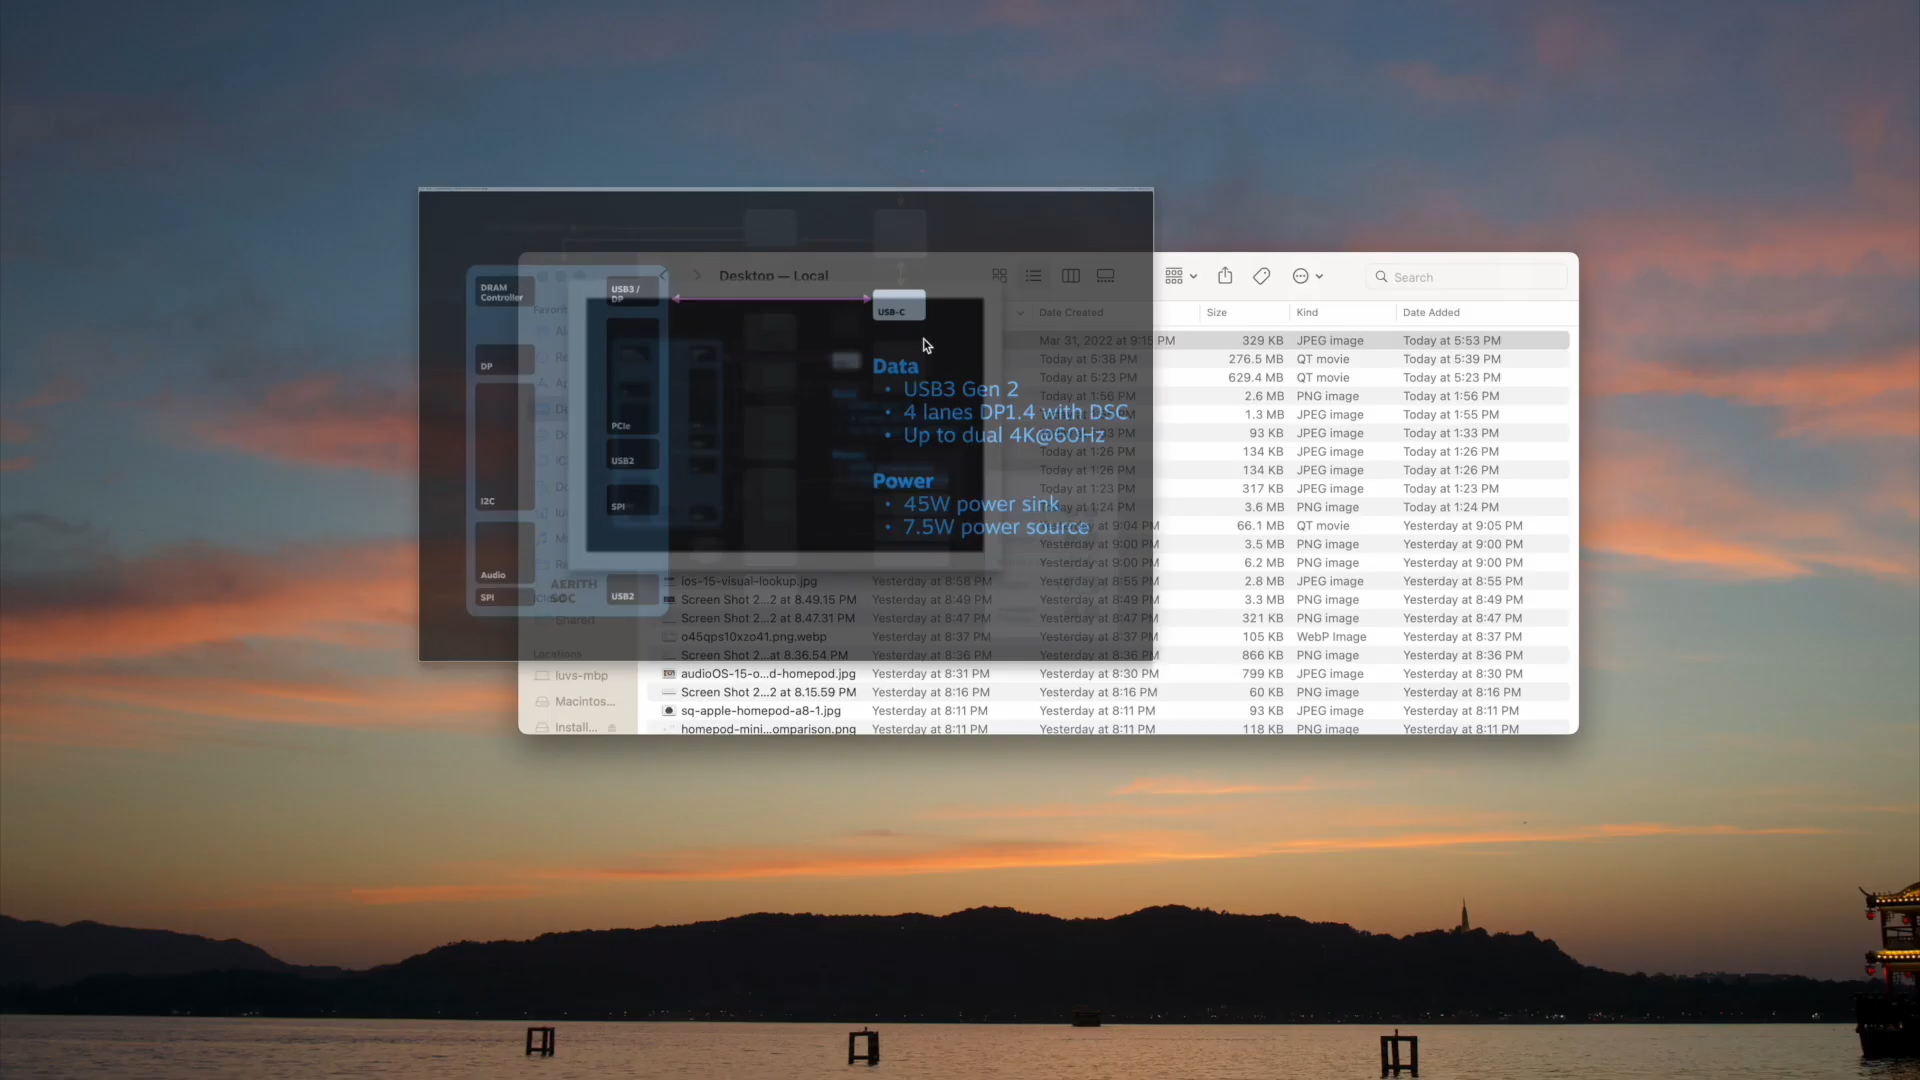 Desktop — Local
Search
Date Created
Size
Kind
Date Added
DRAM
Controller
DP
I2C
Audio
SPI
AERITH
SOC
USB3 /
DP
PCIe
USB2
SPI
USB2
USB-C
Data
• USB3 Gen 2
• 4 lanes DP1.4 with DSC
• Up to dual 4K@60Hz
Power
• 45W power sink
• 7.5W power source
Shared
Locations
luvs-mbp
Macintos...
Install...
Mar 31, 2022 at 9:15 PM 329 KB JPEG image Today at 5:53 PM
Today at 5:38 PM 276.5 MB QT movie Today at 5:39 PM
Today at 5:23 PM 629.4 MB QT movie Today at 5:23 PM
Today at 1:56 PM 2.6 MB PNG image Today at 1:56 PM
1.3 MB JPEG image Today at 1:55 PM
93 KB JPEG image Today at 1:33 PM
Today at 1:26 PM 134 KB JPEG image Today at 1:26 PM
Today at 1:26 PM 134 KB JPEG image Today at 1:26 PM
Today at 1:23 PM 317 KB JPEG image Today at 1:23 PM
3.6 MB PNG image Today at 1:24 PM
Yesterday at 9:04 PM 66.1 MB QT movie Yesterday at 9:05 PM
Yesterday at 9:00 PM 3.5 MB PNG image Yesterday at 9:00 PM
Yesterday at 9:00 PM 6.2 MB PNG image Yesterday at 9:00 PM
ios-15-visual-lookup.jpg Yesterday at 8:58 PM Yesterday at 8:55 PM 2.8 MB JPEG image Yesterday at 8:55 PM
Screen Shot 2...2 at 8.49.15 PM Yesterday at 8:49 PM Yesterday at 8:49 PM 3.3 MB PNG image Yesterday at 8:49 PM
Screen Shot 2...2 at 8.47.31 PM Yesterday at 8:47 PM Yesterday at 8:47 PM 321 KB PNG image Yesterday at 8:47 PM
o45qps10xzo41.png.webp Yesterday at 8:37 PM Yesterday at 8:37 PM 105 KB WebP Image Yesterday at 8:37 PM
Screen Shot 2...at 8.36.54 PM Yesterday at 8:36 PM Yesterday at 8:36 PM 866 KB PNG image Yesterday at 8:36 PM
audioOS-15-o...d-homepod.jpg Yesterday at 8:31 PM Yesterday at 8:30 PM 799 KB JPEG image Yesterday at 8:30 PM
Screen Shot 2...2 at 8.15.59 PM Yesterday at 8:16 PM Yesterday at 8:16 PM 60 KB PNG image Yesterday at 8:16 PM
sq-apple-homepod-a8-1.jpg Yesterday at 8:11 PM Yesterday at 8:11 PM 93 KB JPEG image Yesterday at 8:11 PM
homepod-mini...omparison.png Yesterday at 8:11 PM Yesterday at 8:11 PM 118 KB PNG image Yesterday at 8:11 PM